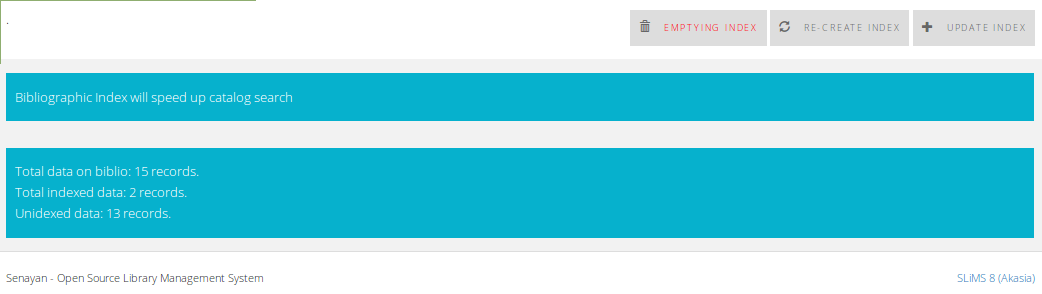 .
EMPTYING INDEX
RE-CREATE INDEX
UPDATE INDEX
Bibliographic Index will speed up catalog search
Total data on biblio: 15 records.
Total indexed data: 2 records.
Unidexed data: 13 records.
Senayan - Open Source Library Management System
SLiMS 8 (Akasia)